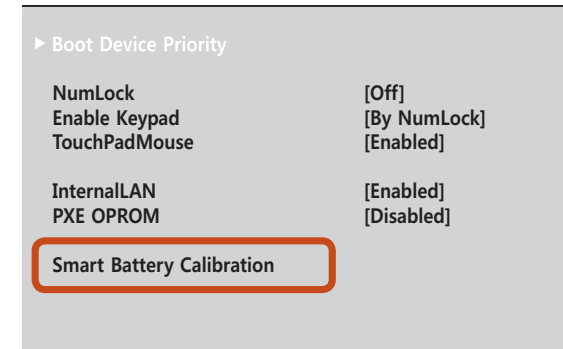 ▶ Boot Device Priority
NumLock [Off]
Enable Keypad [By NumLock]
TouchPadMouse [Enabled]
InternalLAN [Enabled]
PXE OPROM [Disabled]
Smart Battery Calibration